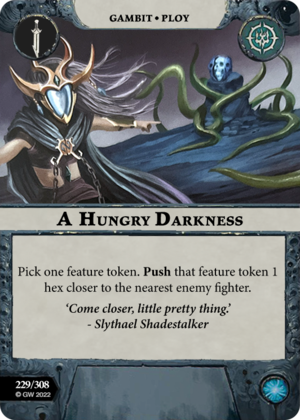 GAMBIT • PLOY
A HUNGRY DARKNESS
Pick one feature token. Push that feature token 1
hex closer to the nearest enemy fighter.
‘Come closer, little pretty thing.’
- Slythael Shadestalker
229/308
© GW 2022